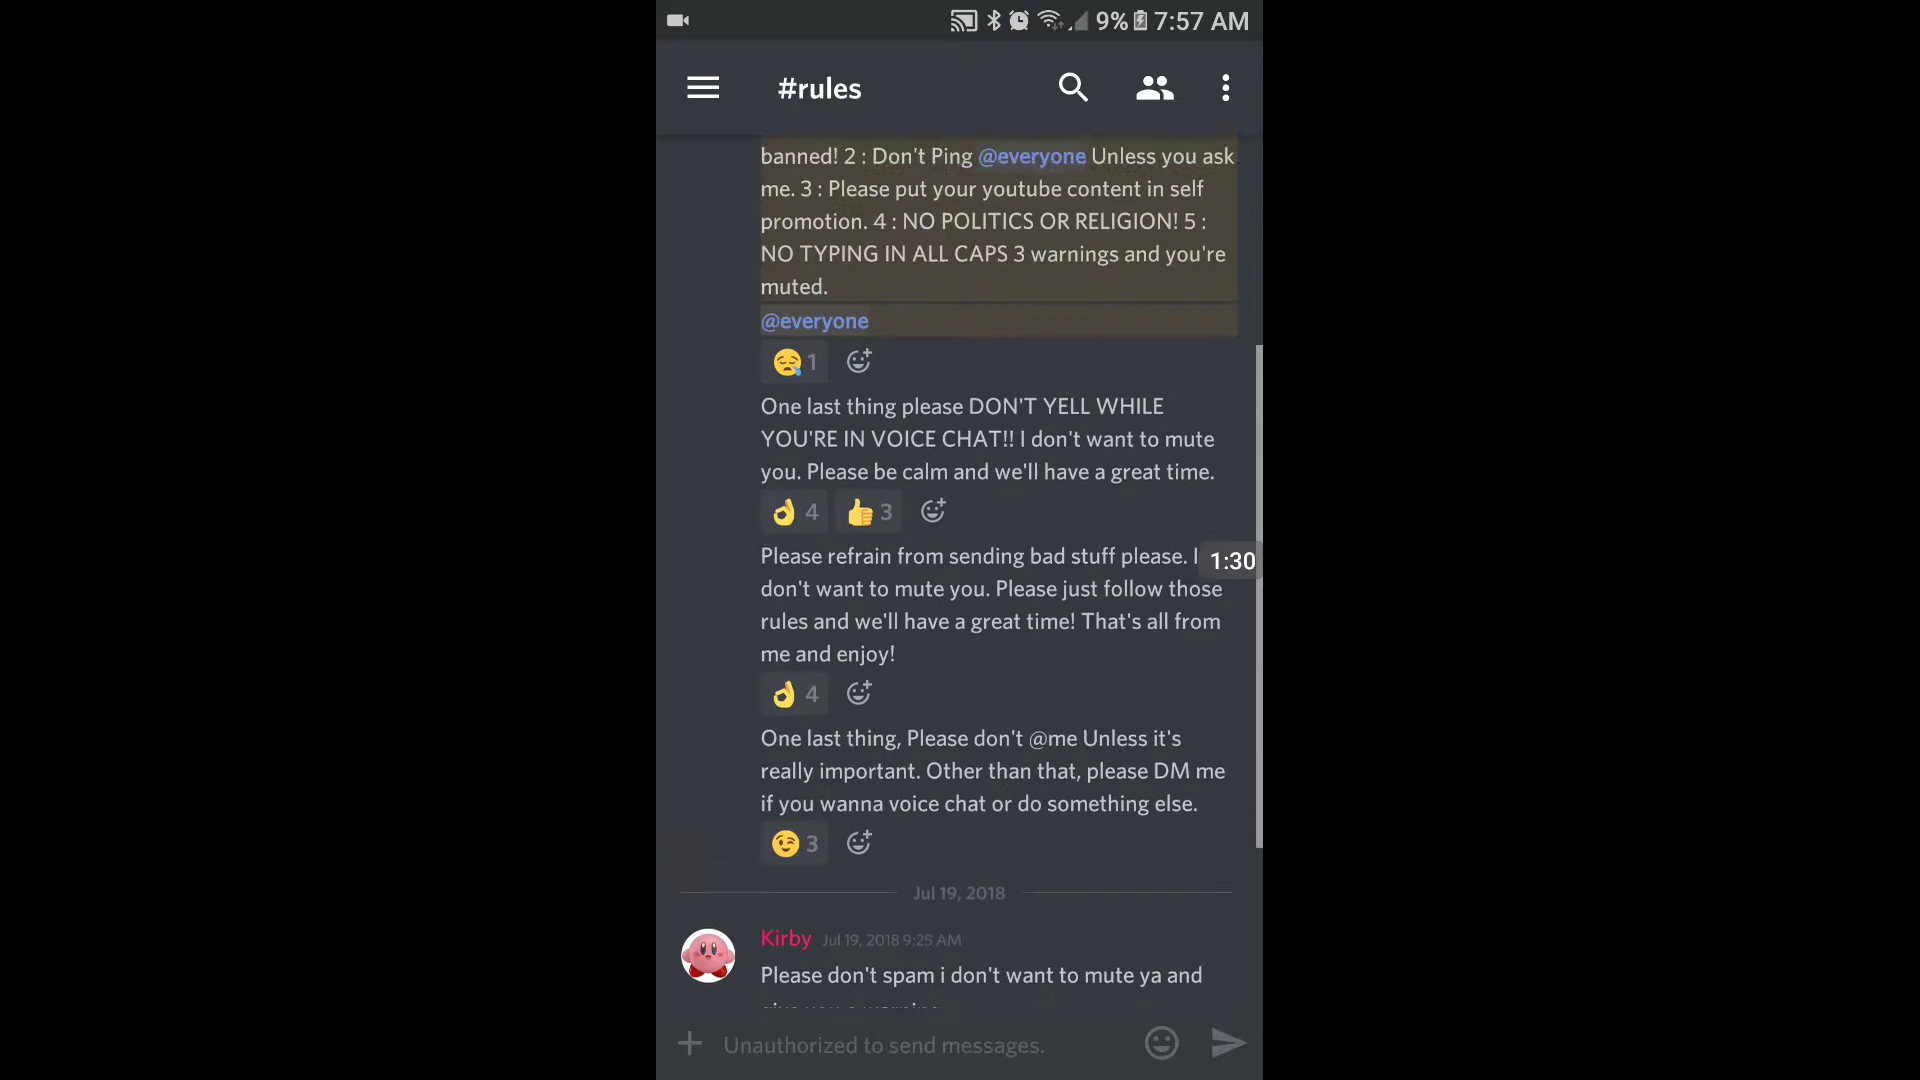 9% 7:57 AM
#rules
banned! 2 : Don't Ping @everyone Unless you ask
me. 3 : Please put your youtube content in self
promotion. 4 : NO POLITICS OR RELIGION! 5 :
NO TYPING IN ALL CAPS 3 warnings and you're
muted.
@everyone
1
One last thing please DON'T YELL WHILE
YOU'RE IN VOICE CHAT!! I don't want to mute
you. Please be calm and we'll have a great time.
4 3
Please refrain from sending bad stuff please. I
1:30
don't want to mute you. Please just follow those
rules and we'll have a great time! That's all from
me and enjoy!
4
One last thing, Please don't @me Unless it's
really important. Other than that, please DM me
if you wanna voice chat or do something else.
3
Jul 19, 2018
Kirby Jul 19, 2018 9:25 AM
Please don't spam i don't want to mute ya and
Unauthorized to send messages.